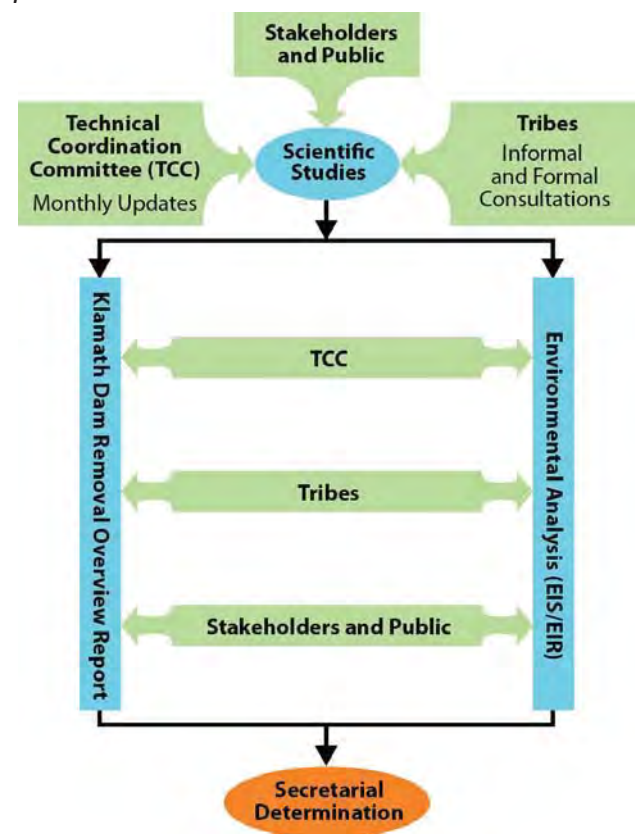 Stakeholders
and Public
Technical
Coordination
Committee (TCC)
Monthly Updates
Scientific
Studies
Tribes
Informal
and Formal
Consultations
Klamath Dam Removal Overview Report
TCC
Tribes
Stakeholders and Public
Environmental Analysis (EIS/EIR)
Secretarial
Determination